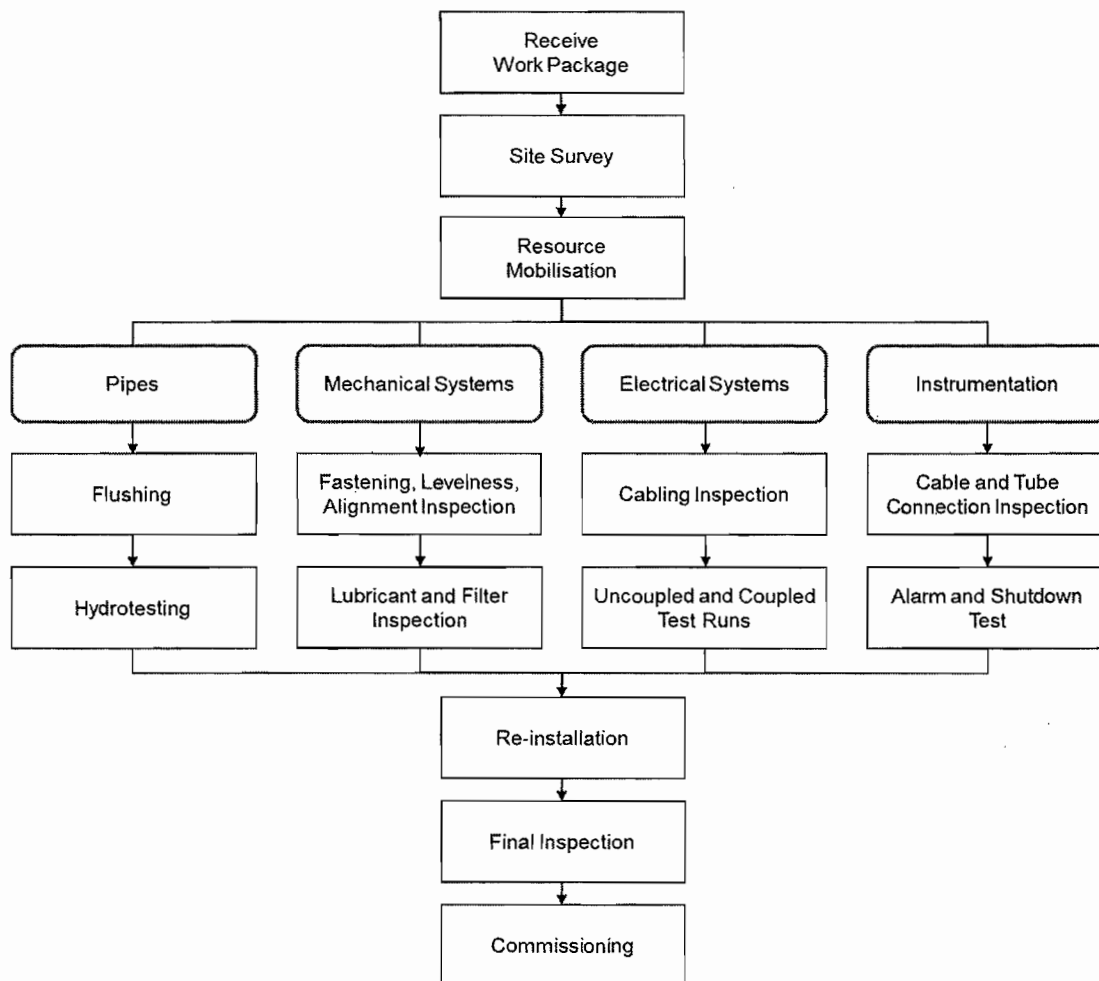 Receive
Work Package
Site Survey
Resource
Mobilisation
Pipes
Mechanical Systems
Electrical Systems
Instrumentation
Flushing
Fastening, Levelness,
Alignment Inspection
Cabling Inspection
Cable and Tube
Connection Inspection
Hydrotesting
Lubricant and Filter
Inspection
Uncoupled and Coupled
Test Runs
Alarm and Shutdown
Test
Re-installation
Final Inspection
Commissioning